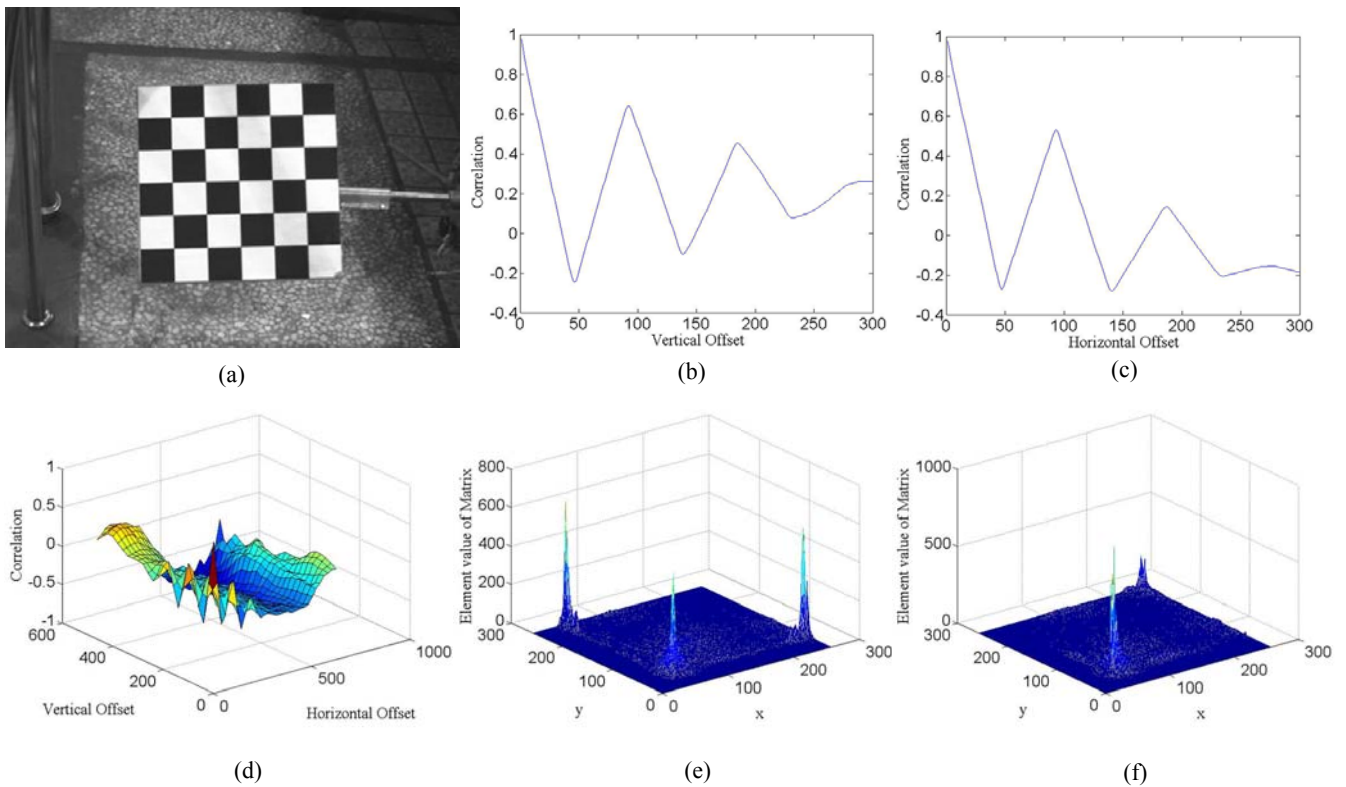 1
0.8
0.6
0.4
0.2
0
-0.2
-0.4
Correlation
0 50 100 150 200 250 300
Vertical Offset
1
0.8
0.6
0.4
0.2
0
-0.2
-0.4
Correlation
0 50 100 150 200 250 300
Horizontal Offset
(a)
(b)
(c)
1
0.5
0
-0.5
-1
Correlation
600
400
200
0
Vertical Offset
0
500
1000
Horizontal Offset
800
600
400
200
0
Element value of Matrix
300
200
100
0
y
0
100
200
300
x
1000
500
0
Element value of Matrix
300
200
100
0
y
0
100
200
300
x
(d)
(e)
(f)